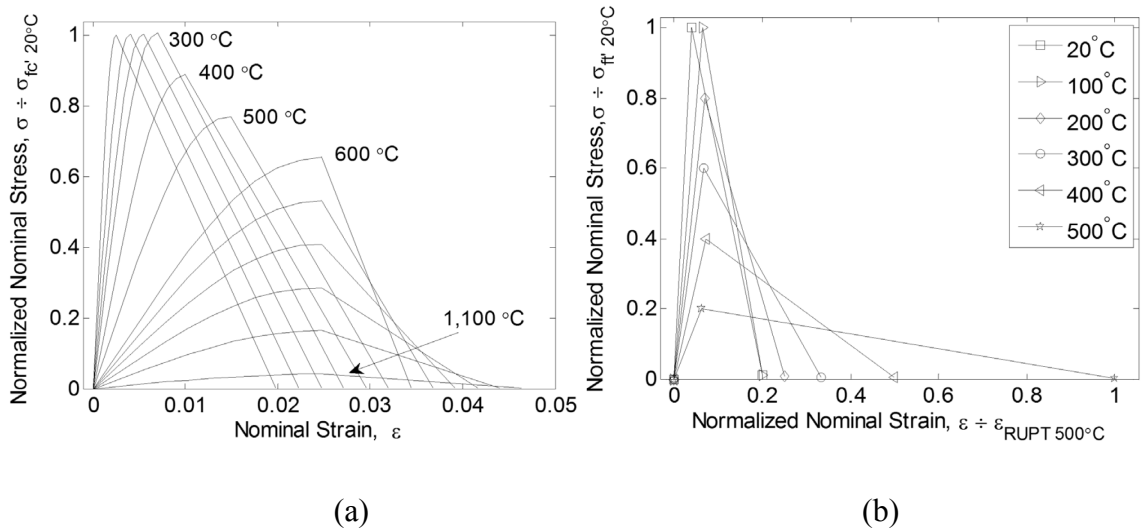 300 °C
400 °C
500 °C
600 °C
1,100 °C
1
0.8
0.6
0.4
0.2
0
0 0.01 0.02 0.03 0.04 0.05
Normalized Nominal Stress, σ ÷ σfc' 20°C
Nominal Strain, ε
(a)
1
0.8
0.6
0.4
0.2
0
0 0.2 0.4 0.6 0.8 1
Normalized Nominal Stress,σ ÷ σft' 20°C
Normalized Nominal Strain, ε ÷ εRUPT 500°C
20°C
100°C
200°C
300°C
400°C
500°C
(b)